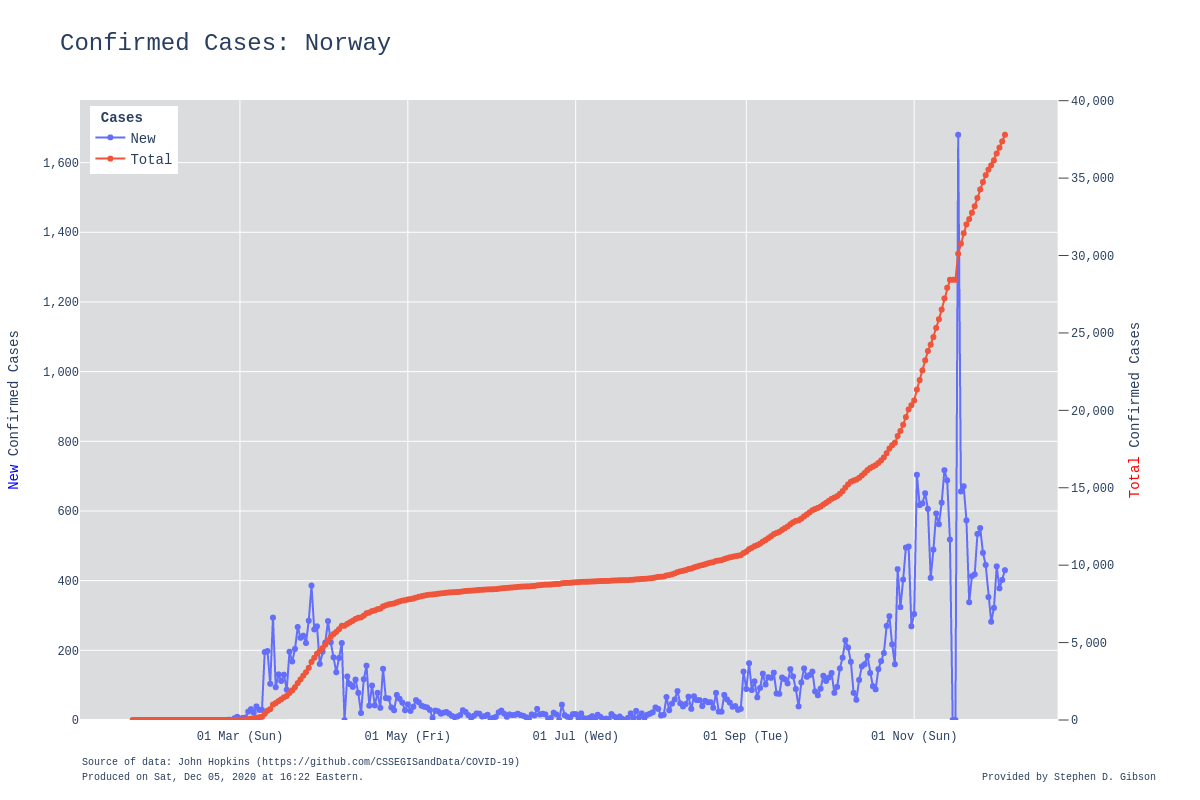 Confirmed Cases: Norway
Cases
New
Total
1,600
1,400
1,200
1,000
800
600
400
200
0
New Confirmed Cases
40,000
35,000
30,000
25,000
20,000
15,000
10,000
5,000
0
Total Confirmed Cases
01 Mar (Sun)
01 May (Fri)
01 Jul (Wed)
01 Sep (Tue)
01 Nov (Sun)
Source of data: John Hopkins (https://github.com/CSSEGISandData/COVID-19)
Produced on Sat, Dec 05, 2020 at 16:22 Eastern.
Provided by Stephen D. Gibson